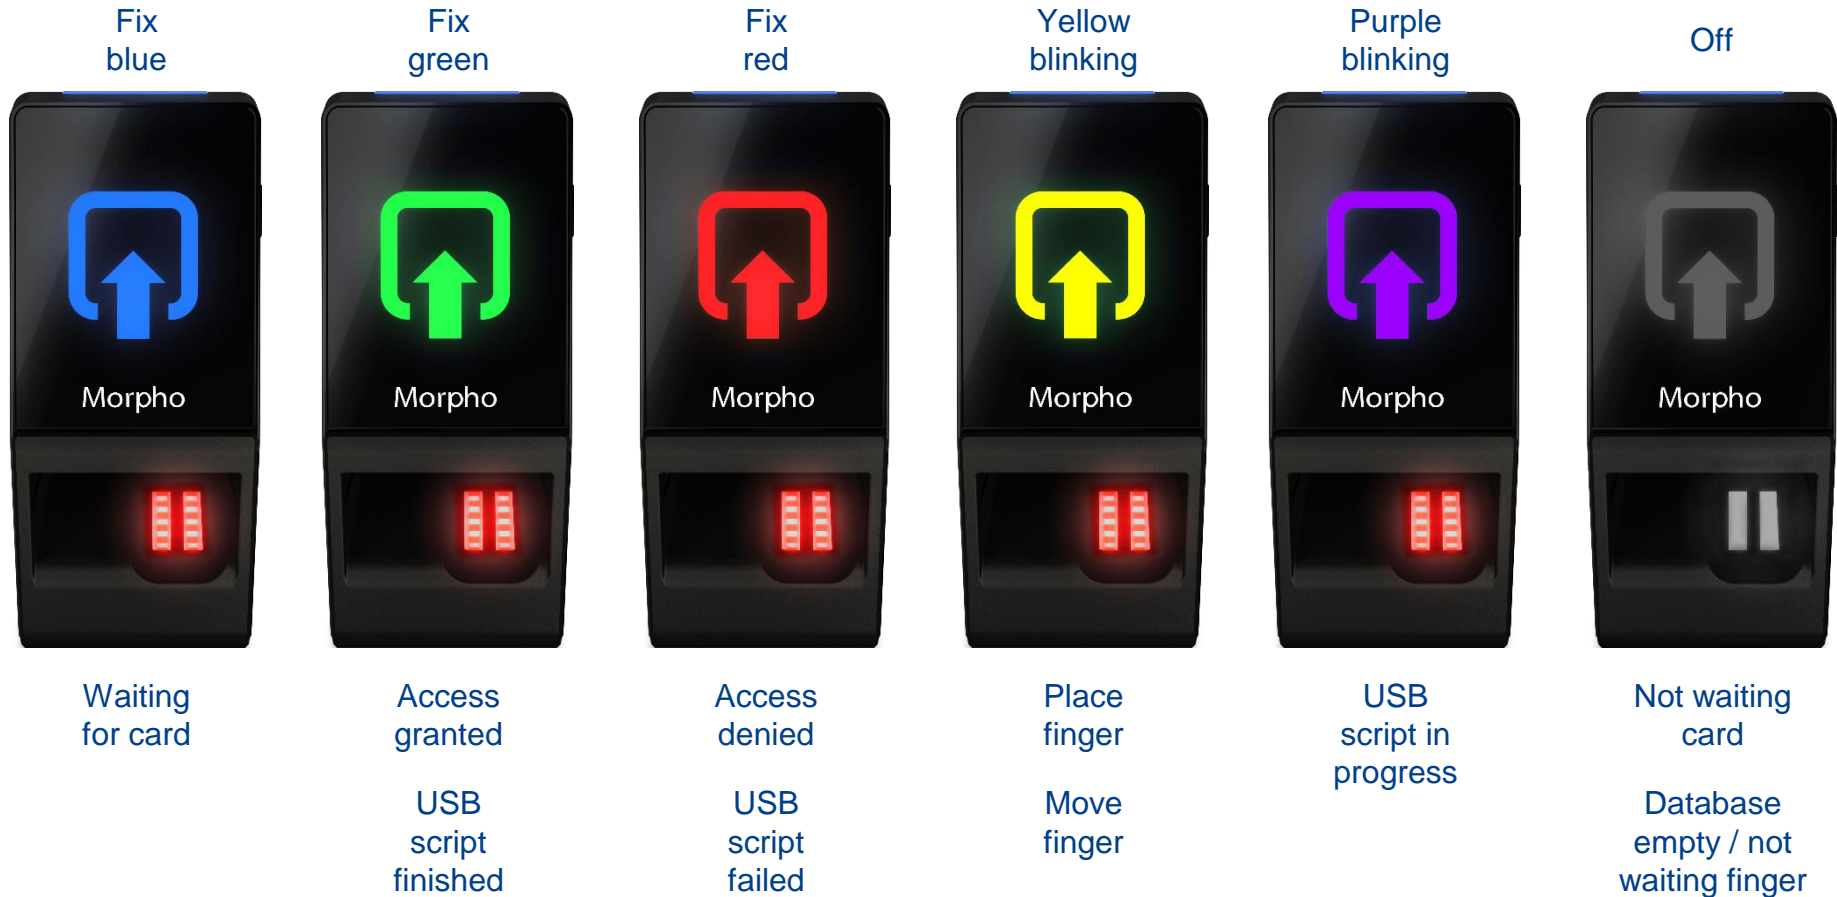 Fix
blue
Fix
green
Fix
red
Yellow
blinking
Purple
blinking
Off
Morpho
Morpho
Morpho
Morpho
Morpho
Morpho
Waiting
for card
Access
granted
USB
script
finished
Access
denied
USB
script
failed
Place
finger
Move
finger
USB
script in
progress
Not waiting
card
Database
empty / not
waiting finger